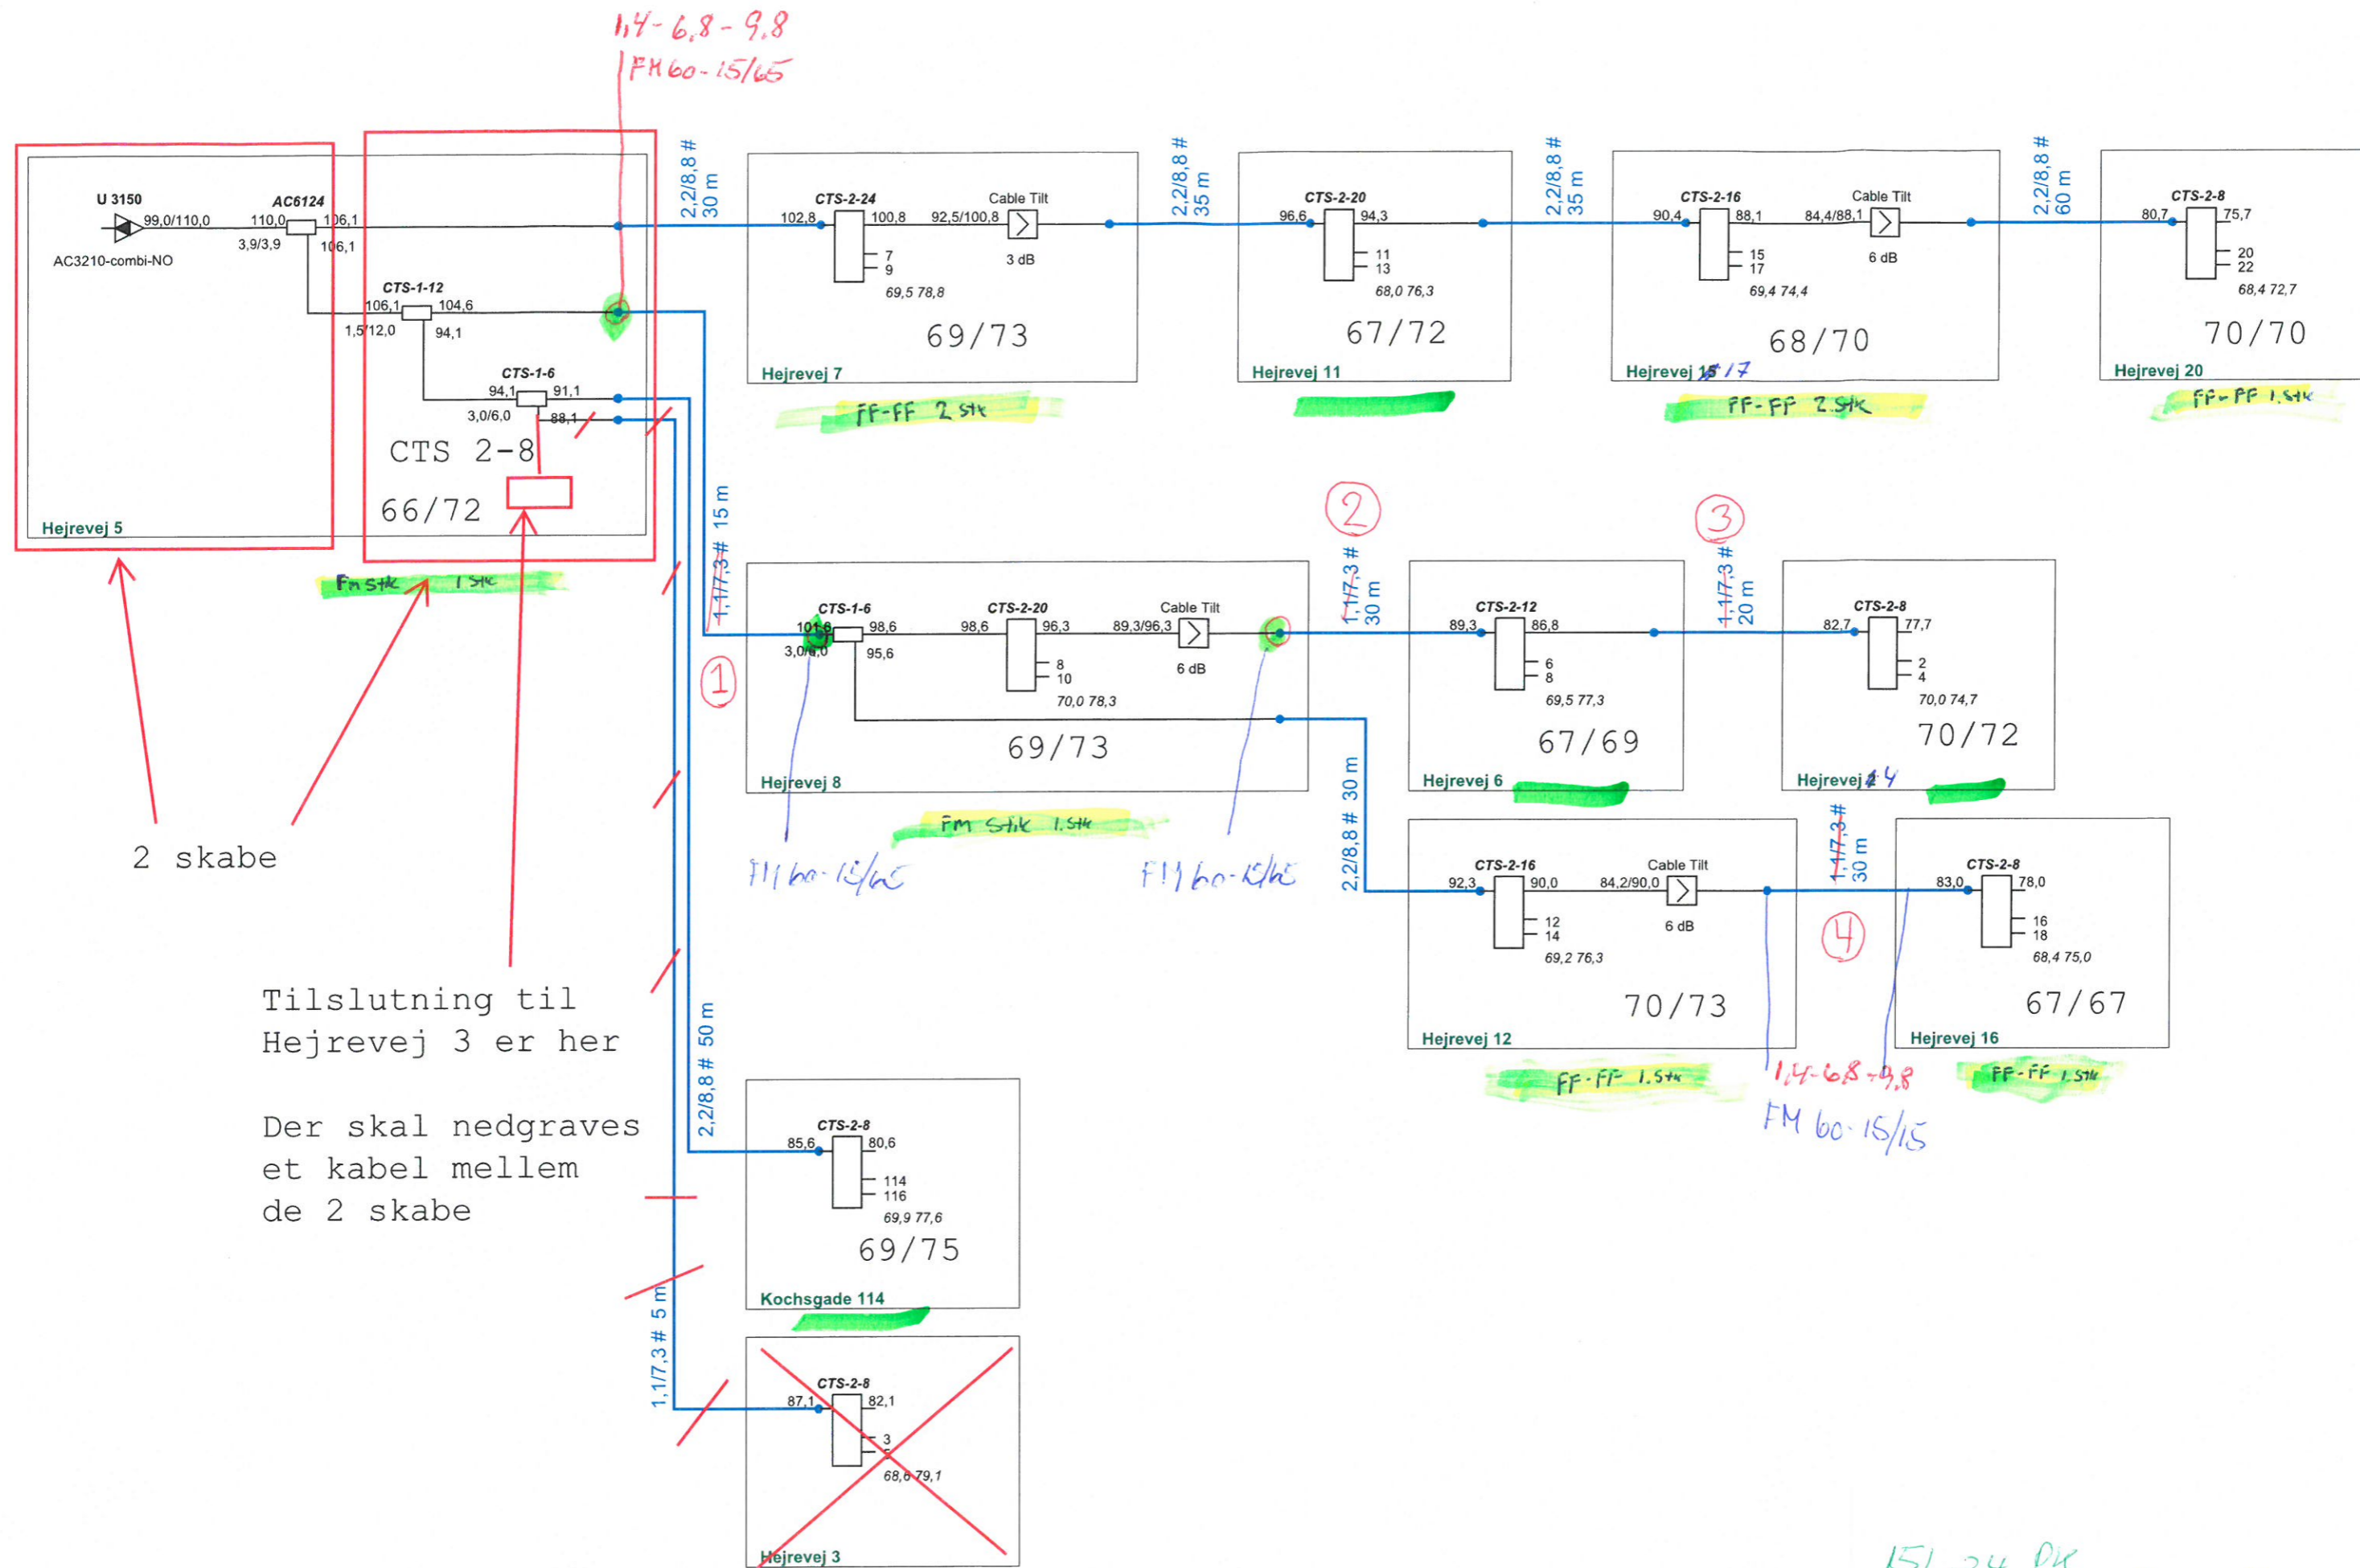 1,4-6,8-9,8
FM60-15/65
U 3150
99,0/110,0
AC3210-combi-NO
AC6124
110,0
106,1
3,9/3,9
106,1
CTS-1-12
106,1
104,6
1,5/12,0
94,1
CTS-1-6
94,1
91,1
3,0/6,0
88,1
CTS 2-8
66/72
Hejrevej 5
Fm Stk 1 Stk
2 skabe
Tilslutning til
Hejrevej 3 er her
Der skal nedgraves
et kabel mellem
de 2 skabe
2,2/8,8 #
30 m
CTS-2-24
102,8
100,8
92,5/100,8
Cable Tilt
3 dB
7
9
69,5 78,8
69/73
Hejrevej 7
FF-FF 2 Stk
2,2/8,8 #
35 m
CTS-2-20
96,6
94,3
11
13
68,0 76,3
67/72
Hejrevej 11
2,2/8,8 #
35 m
CTS-2-16
90,4
88,1
84,4/88,1
Cable Tilt
6 dB
15
17
69,4 74,4
68/70
Hejrevej 15 17
FF-FF 2.Stk
2,2/8,8 #
60 m
CTS-2-8
80,7
75,7
20
22
68,4 72,7
70/70
Hejrevej 20
FF-FF 1.Stk
1,1/7,3 # 15 m
1
CTS-1-6
98,6
3,0/6,0
95,6
CTS-2-20
98,6
96,3
89,3/96,3
Cable Tilt
6 dB
8
10
70,0 78,3
69/73
Hejrevej 8
Fm Stik 1.Stk
FM 60-15/65
FM 60-15/65
2
1,1/7,3 #
30 m
CTS-2-12
89,3
86,8
6
8
69,5 77,3
67/69
Hejrevej 6
3
1,1/7,3 #
20 m
CTS-2-8
82,7
77,7
2
4
70,0 74,7
70/72
Hejrevej 2 4
2,2/8,8 # 30 m
CTS-2-16
92,3
90,0
84,2/90,0
Cable Tilt
6 dB
12
14
69,2 76,3
70/73
Hejrevej 12
FF-FF 1.Stk
1,1/7,3 #
30 m
4
1,4-6,8-9,8
FM 60-15/15
CTS-2-8
83,0
78,0
16
18
68,4 75,0
67/67
Hejrevej 16
FF-FF 1 Stk
2,2/8,8 # 50 m
CTS-2-8
85,6
80,6
114
116
69,9 77,6
69/75
Kochsgade 114
1,1/7,3 # 5 m
CTS-2-8
87,1
82,1
3
68,6 79,1
Hejrevej 3